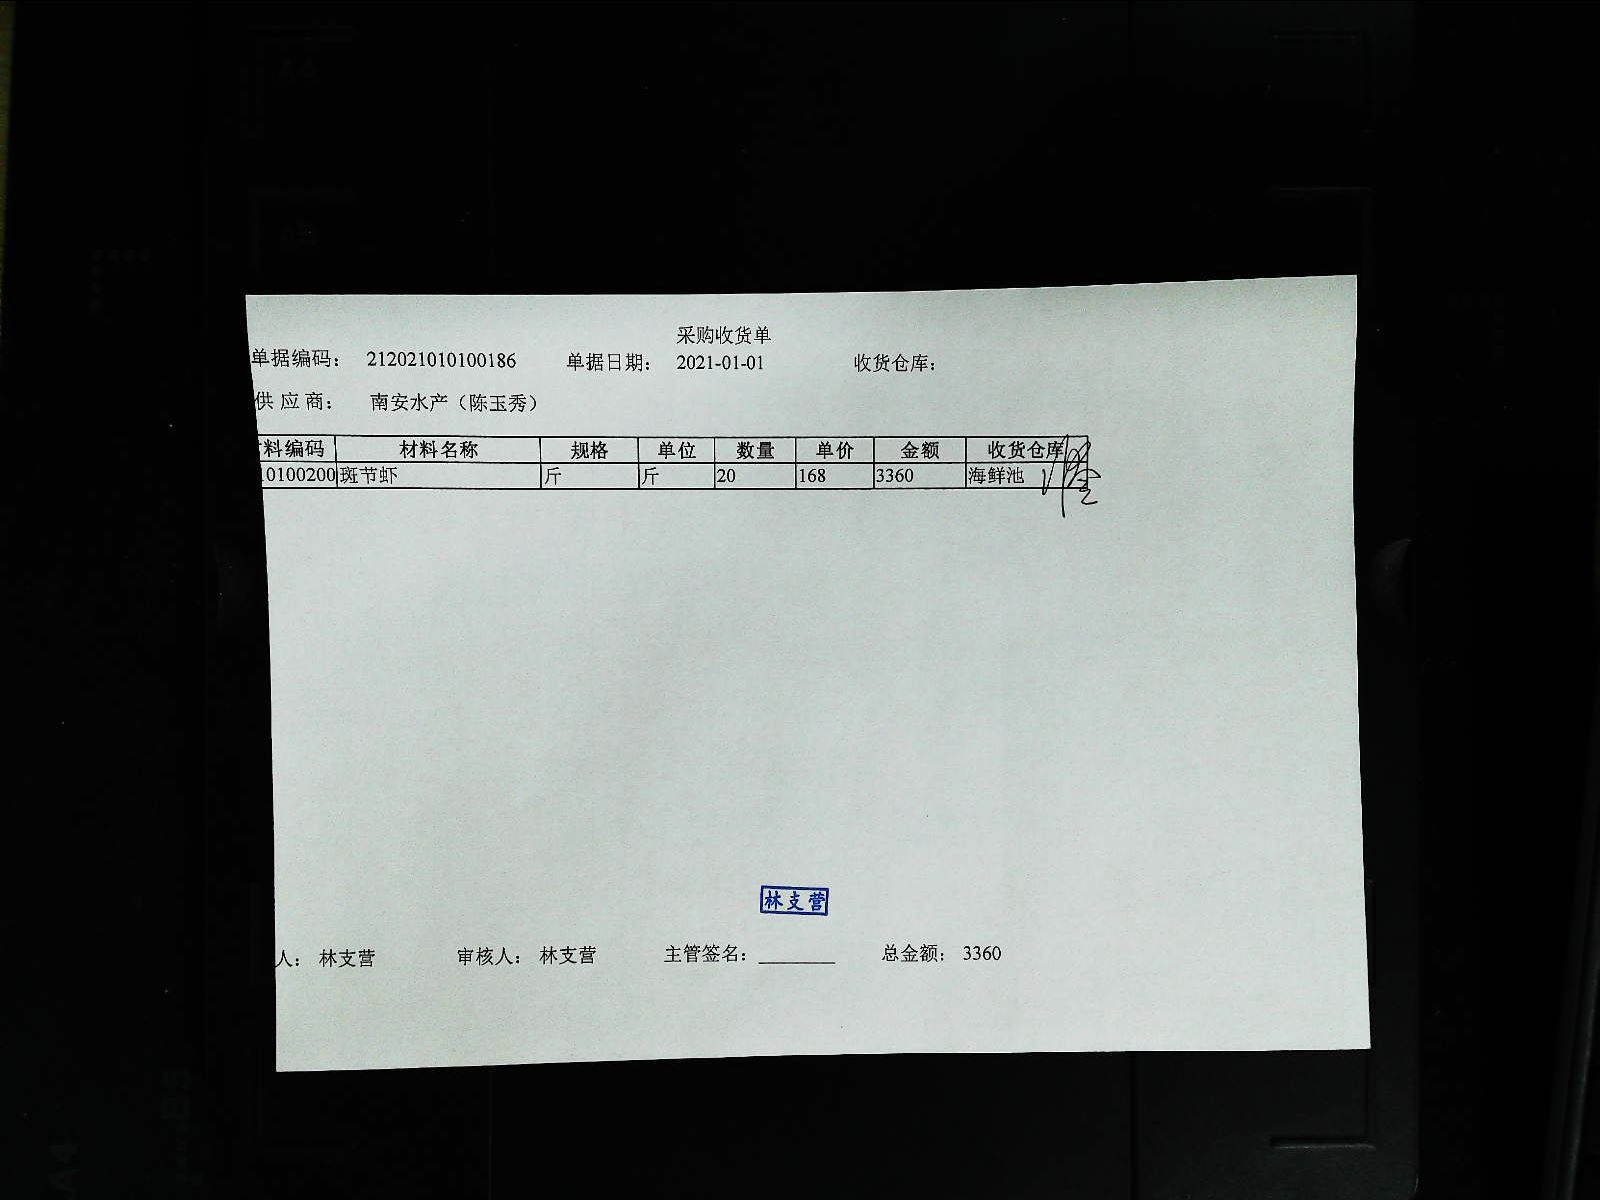 采购收货单
单据编码： 212021010100186 单据日期： 2021-01-01 收货仓库：
供应商： 南安水产（陈玉秀）
料编码 材料名称 规格 单位 数量 单价 金额 收货仓库
10100200 斑节虾 斤 斤 20 168 3360 海鲜池
林支营
人： 林支营 审核人： 林支营 主管签名：________ 总金额： 3360